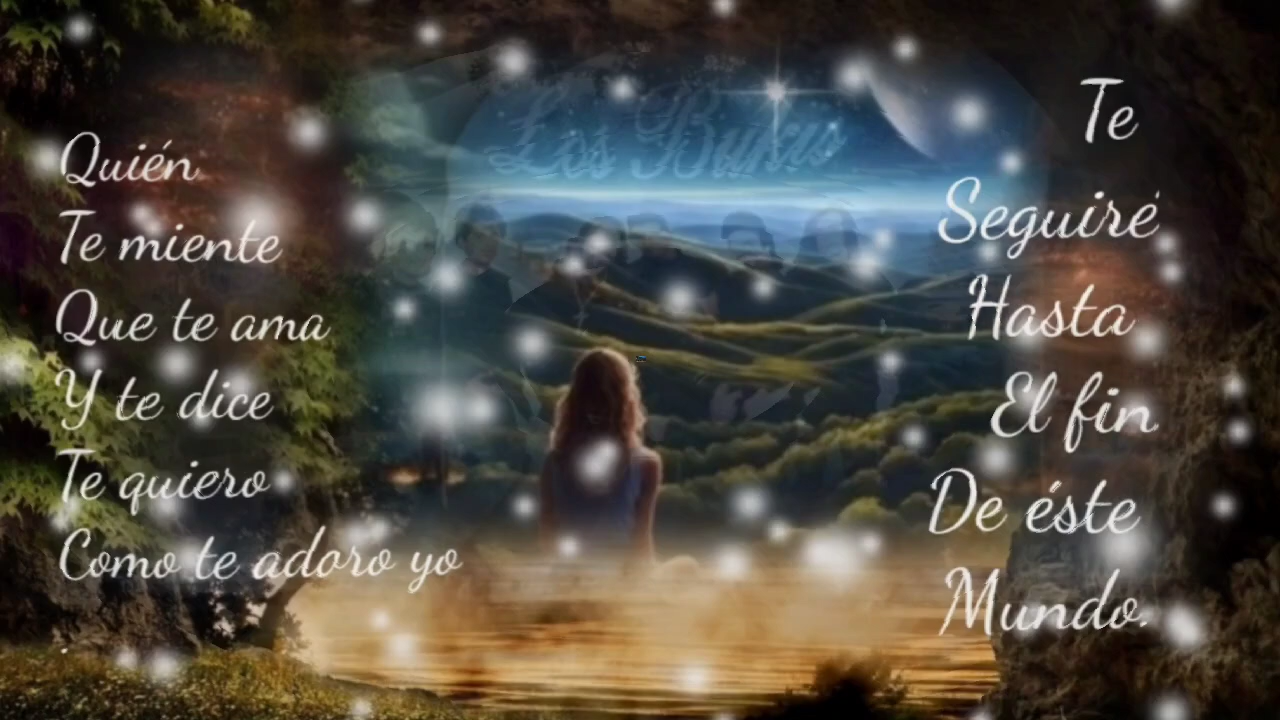 Los Bukis
Quién
Te miente
Que te ama
Y te dice
Te quiero
Como te adoro yo
Te
Seguiré
Hasta
El fin
De éste
Mundo.